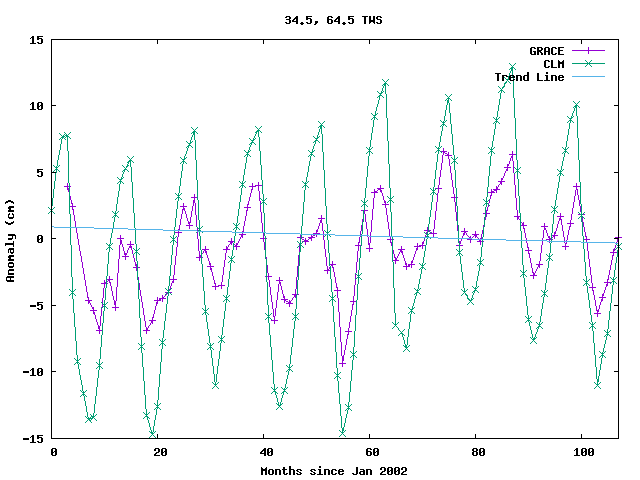 34.5, 64.5 TWS
15
GRACE
CLM
Trend Line
10
5
0
-5
-10
-15
Anomaly (cm)
0 20 40 60 80 100
Months since Jan 2002